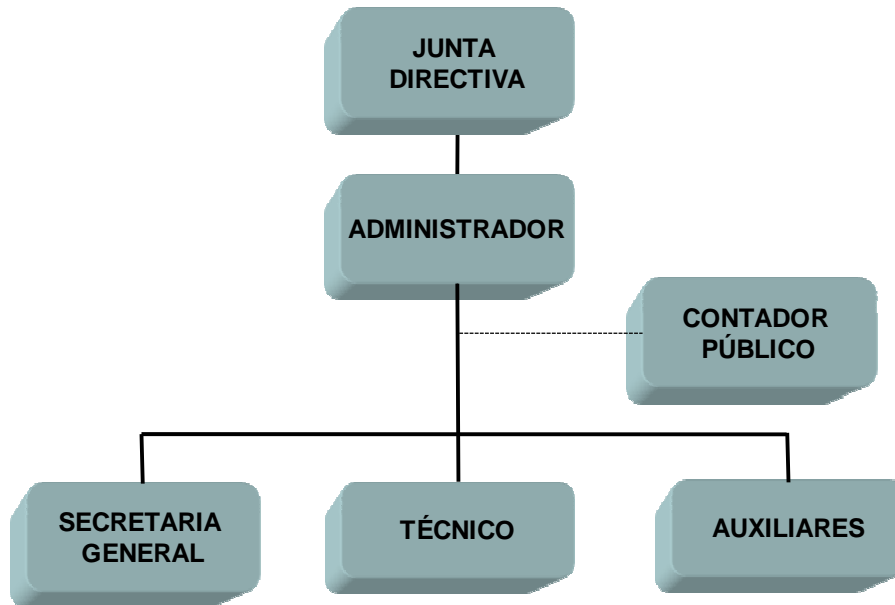 JUNTA
DIRECTIVA
ADMINISTRADOR
CONTADOR
PÚBLICO
SECRETARIA
GENERAL
TÉCNICO
AUXILIARES